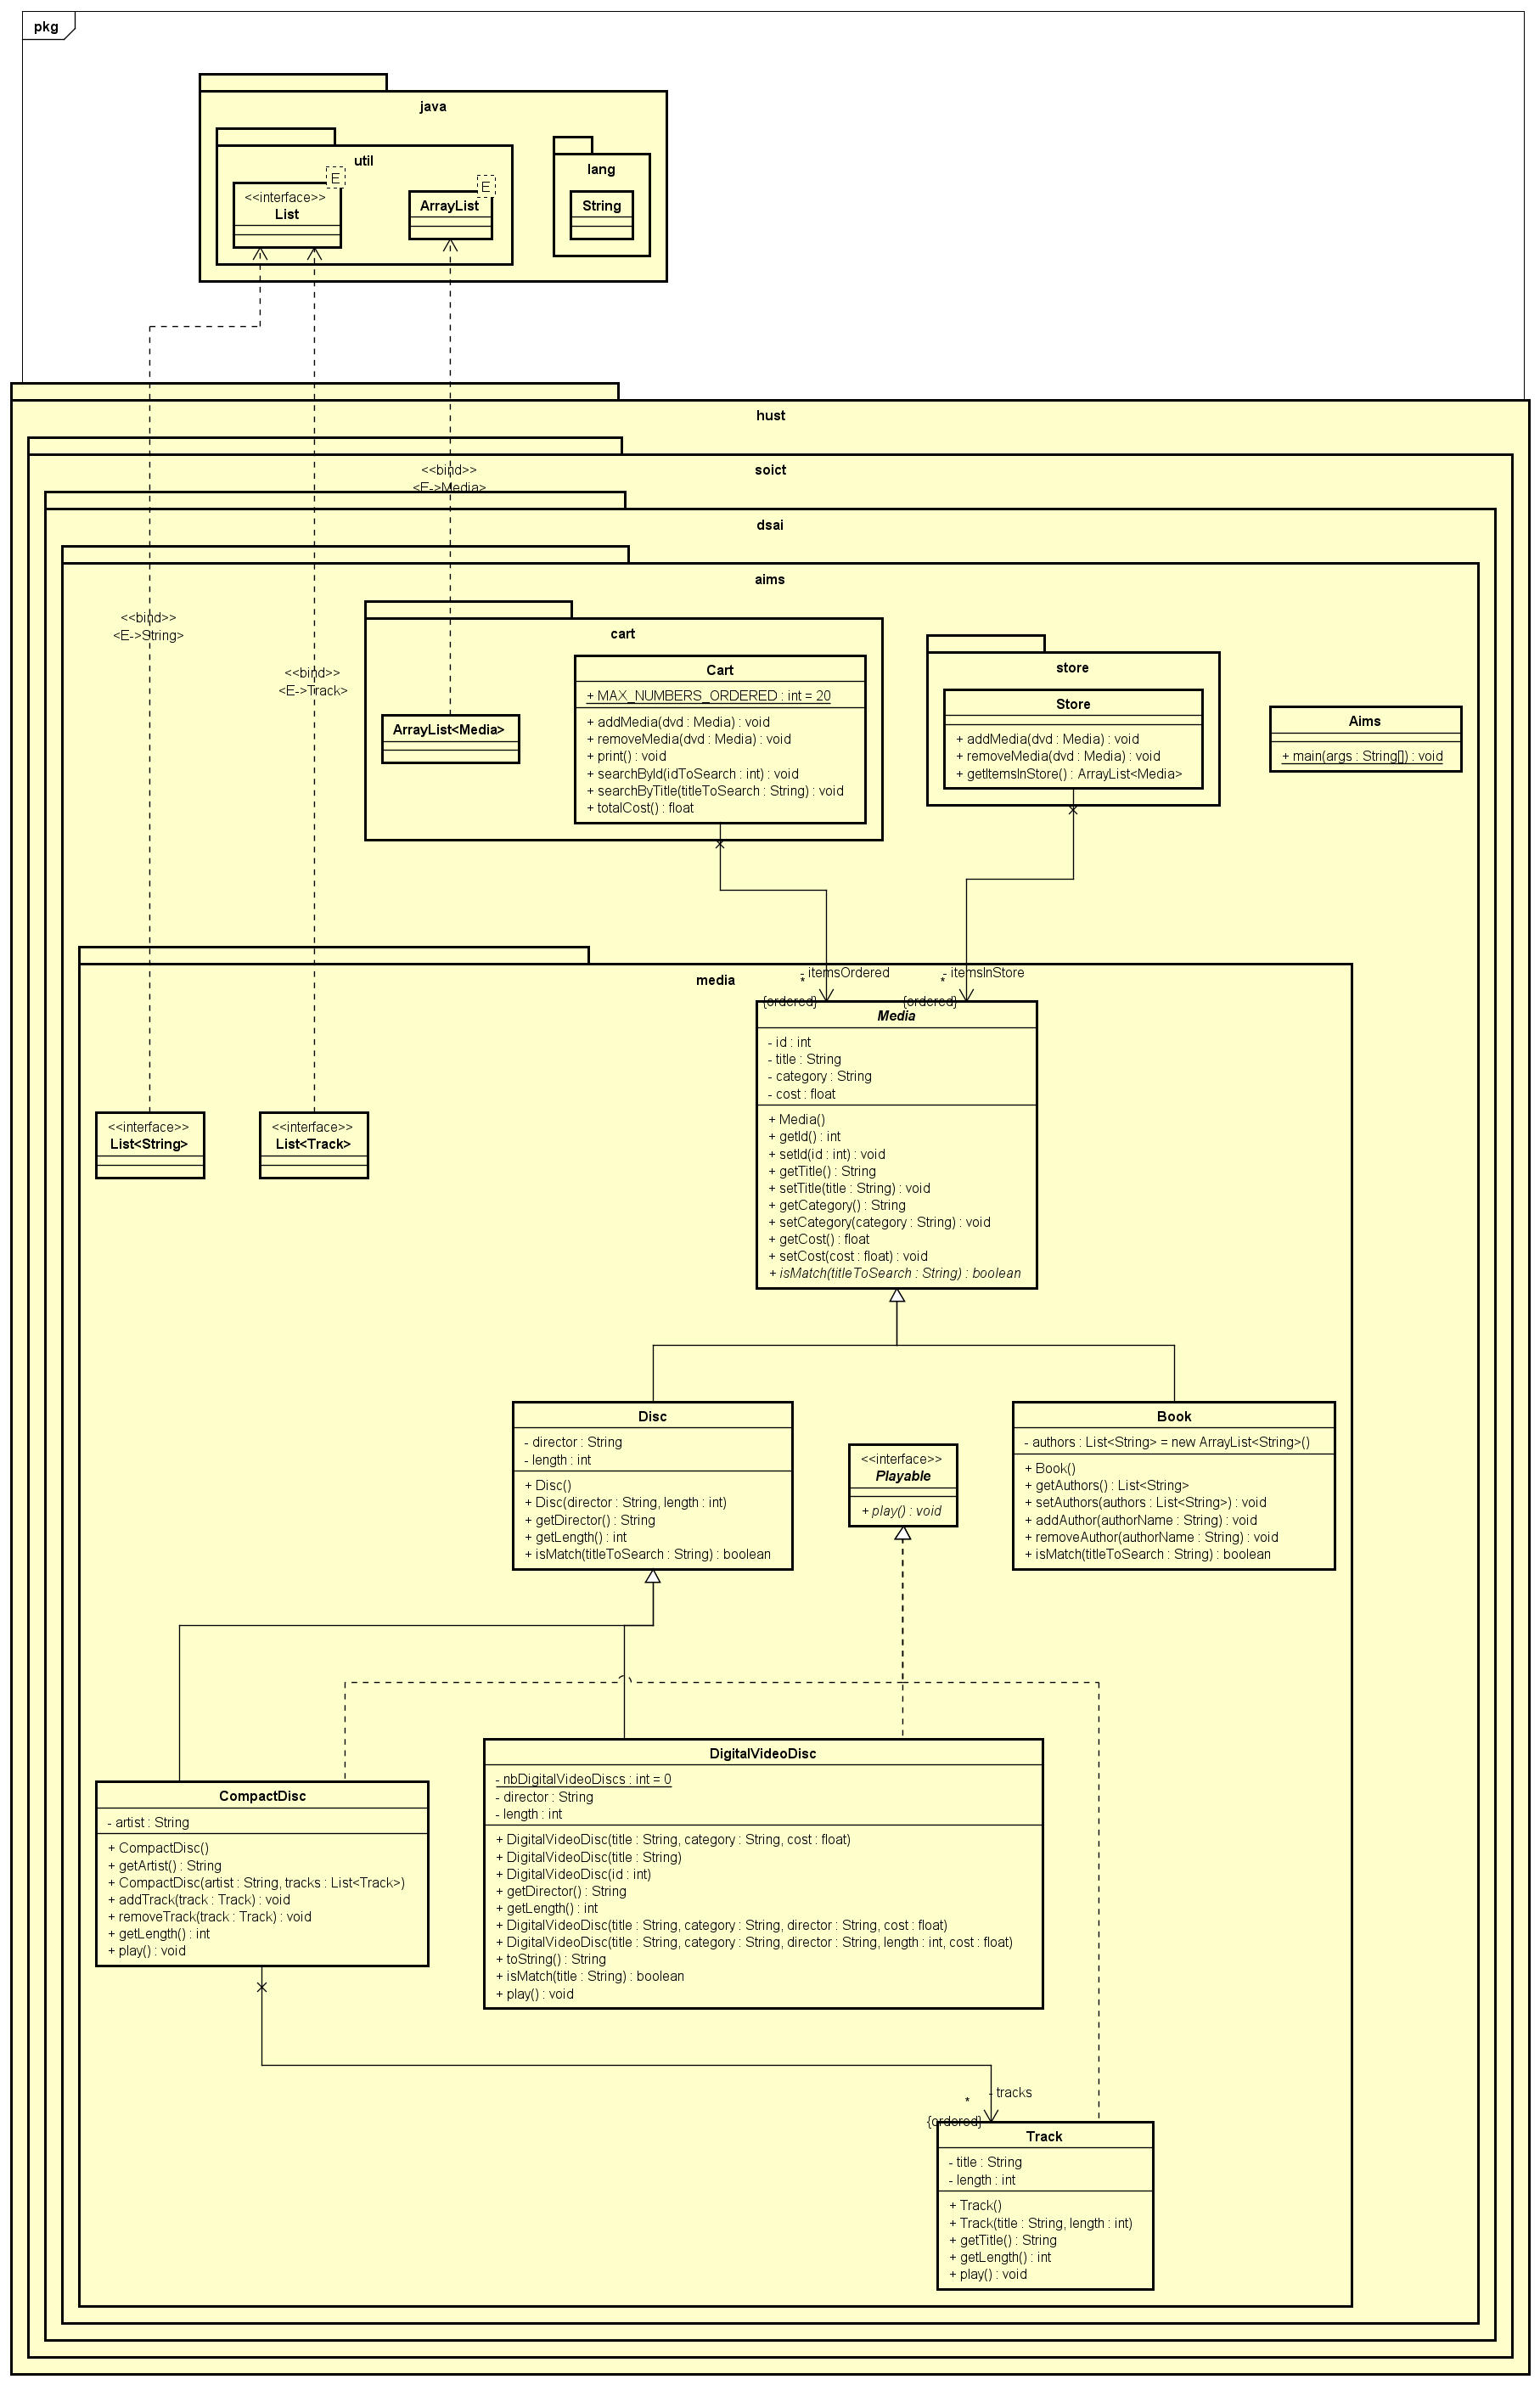 pkg
java
util
E
<<interface>>
List
E
ArrayList
lang
String
hust
soict
<<bind>>
<E->Media>
dsai
aims
<<bind>>
<E->String>
<<bind>>
<E->Track>
cart
ArrayList<Media>
Cart
+ MAX_NUMBERS_ORDERED : int = 20
+ addMedia(dvd : Media) : void
+ removeMedia(dvd : Media) : void
+ print() : void
+ searchById(idToSearch : int) : void
+ searchByTitle(titleToSearch : String) : void
+ totalCost() : float
store
Store
+ addMedia(dvd : Media) : void
+ removeMedia(dvd : Media) : void
+ getItemsInStore() : ArrayList<Media>
Aims
+ main(args : String[]) : void
media
- itemsOrdered
*
{ordered}
- itemsInStore
*
{ordered}
Media
- id : int
- title : String
- category : String
- cost : float
+ Media()
+ getId() : int
+ setId(id : int) : void
+ getTitle() : String
+ setTitle(title : String) : void
+ getCategory() : String
+ setCategory(category : String) : void
+ getCost() : float
+ setCost(cost : float) : void
+ isMatch(titleToSearch : String) : boolean
<<interface>>
List<String>
<<interface>>
List<Track>
Disc
- director : String
- length : int
+ Disc()
+ Disc(director : String, length : int)
+ getDirector() : String
+ getLength() : int
+ isMatch(titleToSearch : String) : boolean
<<interface>>
Playable
+ play() : void
Book
- authors : List<String> = new ArrayList<String>()
+ Book()
+ getAuthors() : List<String>
+ setAuthors(authors : List<String>) : void
+ addAuthor(authorName : String) : void
+ removeAuthor(authorName : String) : void
+ isMatch(titleToSearch : String) : boolean
CompactDisc
- artist : String
+ CompactDisc()
+ getArtist() : String
+ CompactDisc(artist : String, tracks : List<Track>)
+ addTrack(track : Track) : void
+ removeTrack(track : Track) : void
+ getLength() : int
+ play() : void
DigitalVideoDisc
- nbDigitalVideoDiscs : int = 0
- director : String
- length : int
+ DigitalVideoDisc(title : String, category : String, cost : float)
+ DigitalVideoDisc(title : String)
+ DigitalVideoDisc(id : int)
+ getDirector() : String
+ getLength() : int
+ DigitalVideoDisc(title : String, category : String, director : String, cost : float)
+ DigitalVideoDisc(title : String, category : String, director : String, length : int, cost : float)
+ toString() : String
+ isMatch(title : String) : boolean
+ play() : void
- tracks
*
{ordered}
Track
- title : String
- length : int
+ Track()
+ Track(title : String, length : int)
+ getTitle() : String
+ getLength() : int
+ play() : void